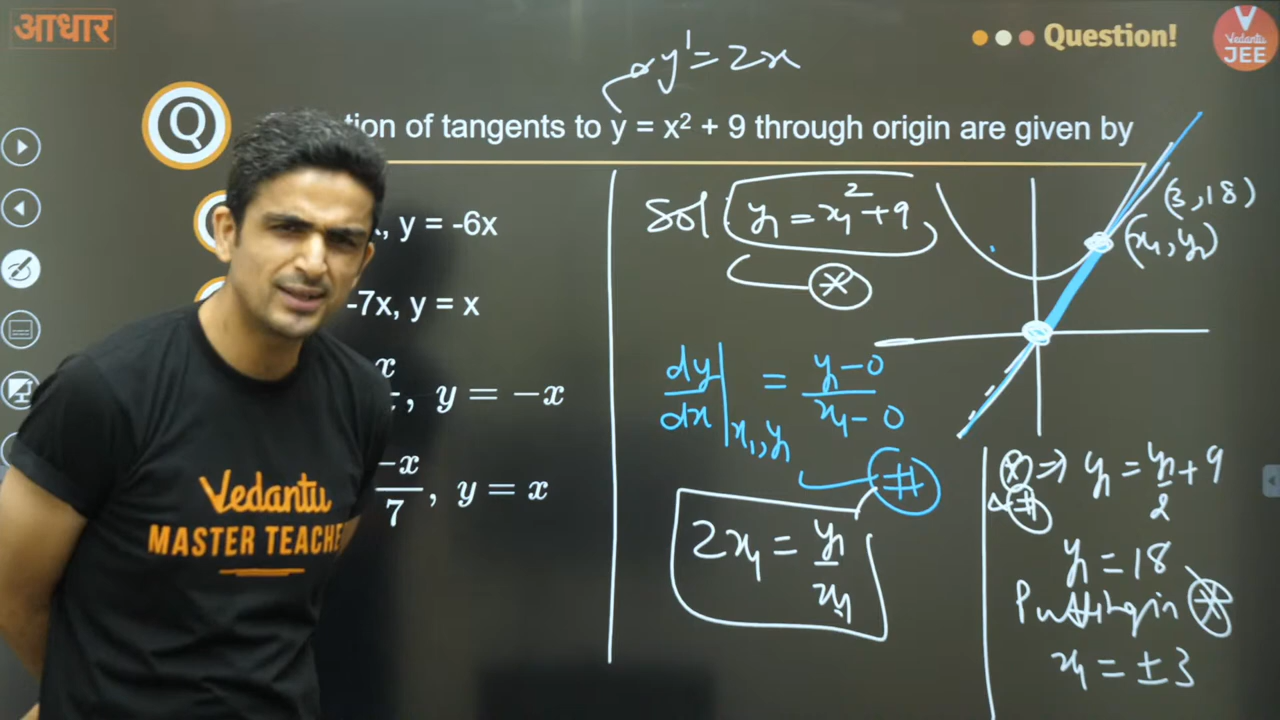 आधार
Question!
Vedantu
JEE
y' = 2x
Q
tion of tangents to y = x² + 9 through origin are given by
, y = -6x
-7x, y = x
x
, y = −x
−x/7, y = x
Sol y₁ = x₁² + 9
(*)
(3,18)
(x₁, y₁)
dy/dx|x₁,y₁ = y₁−0/x₁−0
(#)
2x₁ = y₁/x₁
(*) ⇒ y₁ = y₁/2 + 9
& (#)
y₁ = 18
Putting in (*)
x₁ = ± 3
Vedantu
MASTER TEACHE